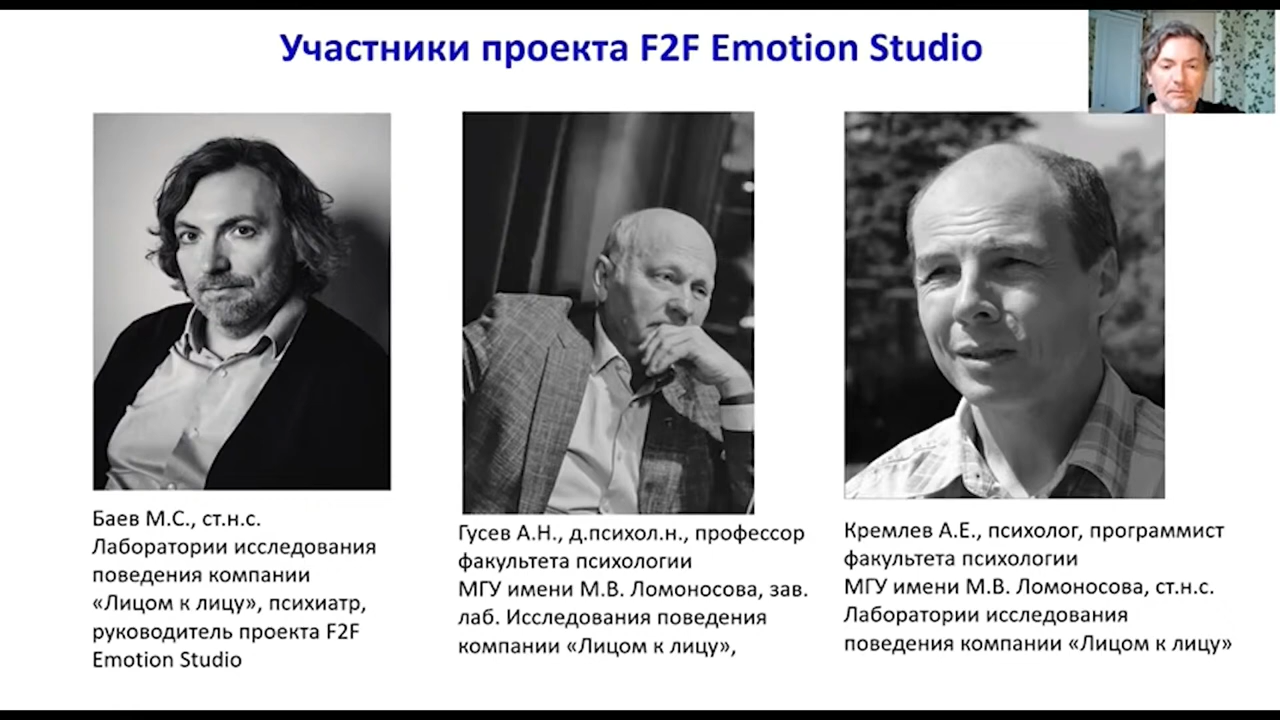 Участники проекта F2F Emotion Studio
Баев М.С., ст.н.с.
Лаборатории исследования
поведения компании
«Лицом к лицу», психиатр,
руководитель проекта F2F
Emotion Studio
Гусев А.Н., д.психол.н., профессор
факультета психологии
МГУ имени М.В. Ломоносова, зав.
лаб. Исследования поведения
компании «Лицом к лицу»,
Кремлев А.Е., психолог, программист
факультета психологии
МГУ имени М.В. Ломоносова, ст.н.с.
Лаборатории исследования
поведения компании «Лицом к лицу»